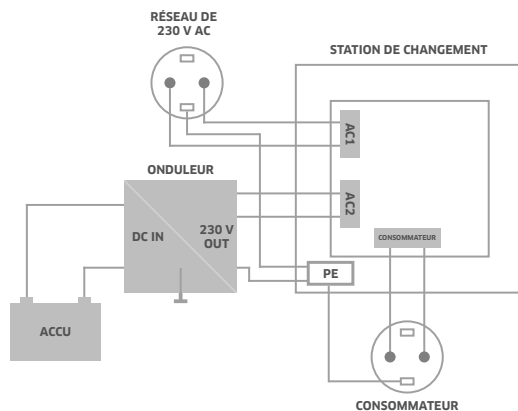 RÉSEAU DE
230 V AC
STATION DE CHANGEMENT
AC1
ONDULEUR
AC2
DC IN
230 V
OUT
CONSOMMATEUR
PE
ACCU
CONSOMMATEUR